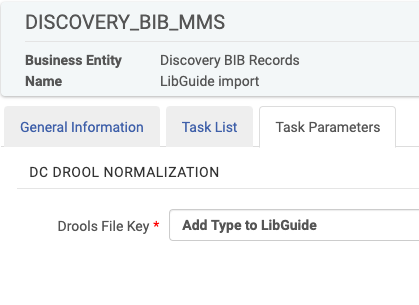 DISCOVERY_BIB_MMS
Business Entity Discovery BIB Records
Name LibGuide import
General Information Task List Task Parameters
DC DROOL NORMALIZATION
Drools File Key * Add Type to LibGuide